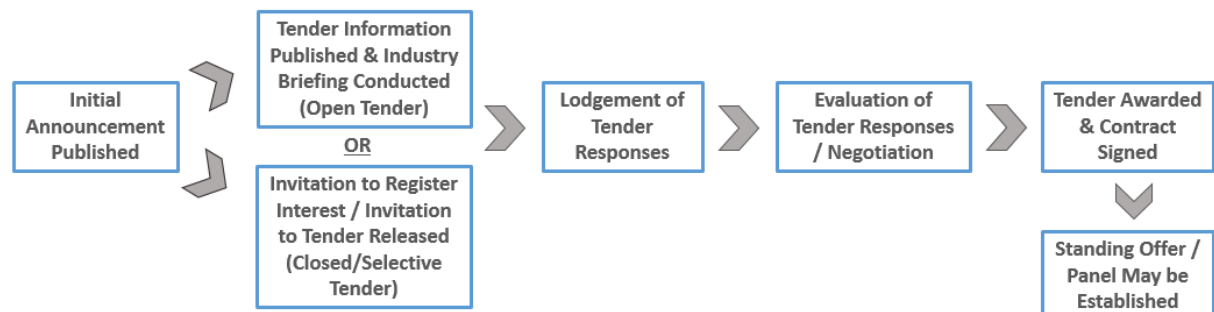 Initial
Announcement
Published
Tender Information
Published & Industry
Briefing Conducted
(Open Tender)
OR
Invitation to Register
Interest / Invitation
to Tender Released
(Closed/Selective
Tender)
Lodgement of
Tender
Responses
Evaluation of
Tender Responses
/ Negotiation
Tender Awarded
& Contract
Signed
Standing Offer /
Panel May be
Established